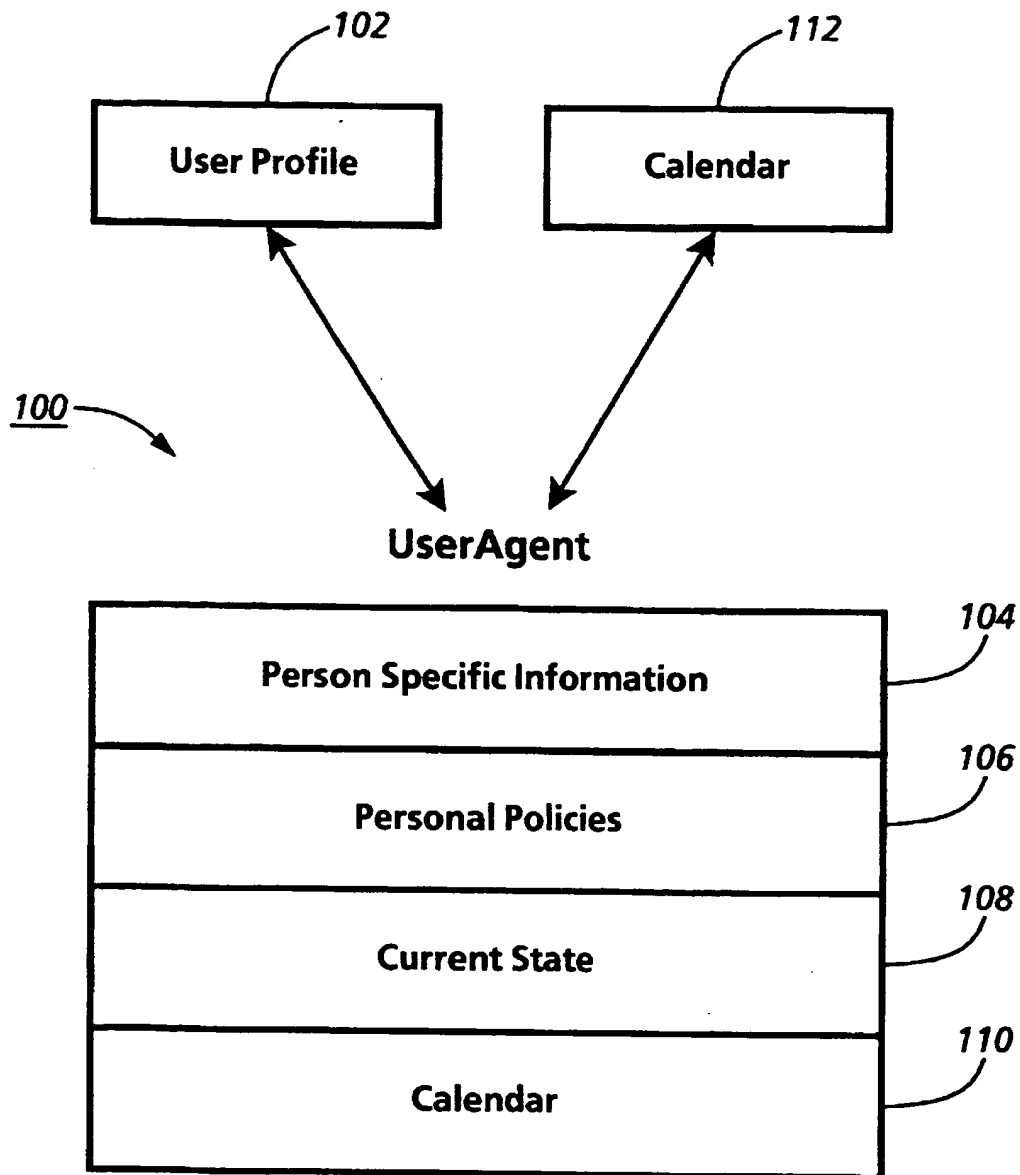 102
112
User Profile
Calendar
100
UserAgent
104
Person Specific Information
106
Personal Policies
108
Current State
110
Calendar